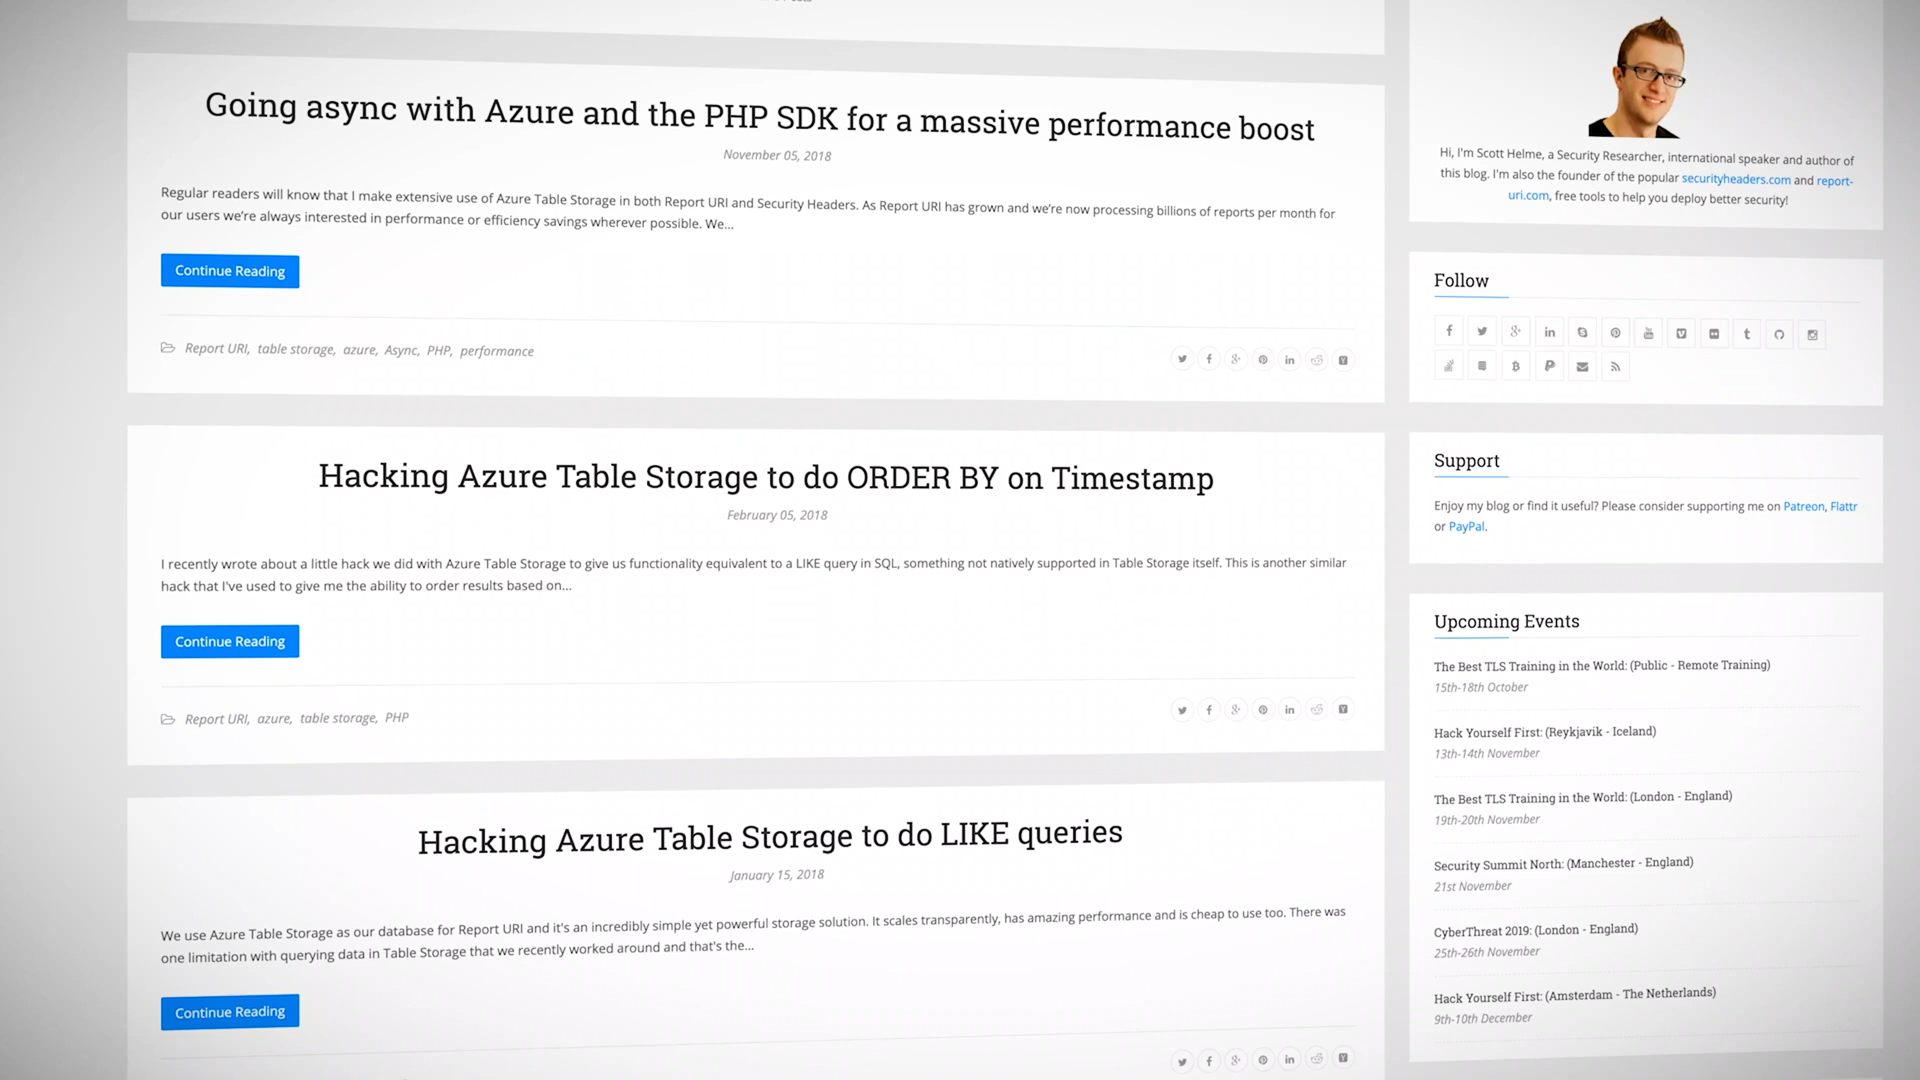 Going async with Azure and the PHP SDK for a massive performance boost
November 05, 2018
Regular readers will know that I make extensive use of Azure Table Storage in both Report URI and Security Headers. As Report URI has grown and we're now processing billions of reports per month for
our users we're always interested in performance or efficiency savings wherever possible. We...
Continue Reading
Report URI, table storage, azure, Async, PHP, performance
Hacking Azure Table Storage to do ORDER BY on Timestamp
February 05, 2018
I recently wrote about a little hack we did with Azure Table Storage to give us functionality equivalent to a LIKE query in SQL, something not natively supported in Table Storage itself. This is another similar
hack that I've used to give me the ability to order results based on...
Continue Reading
Report URI, azure, table storage, PHP
Hacking Azure Table Storage to do LIKE queries
January 15, 2018
We use Azure Table Storage as our database for Report URI and it's an incredibly simple yet powerful storage solution. It scales transparently, has amazing performance and is cheap to use too. There was
one limitation with querying data in Table Storage that we recently worked around and that's the...
Continue Reading
Hi, I'm Scott Helme, a Security Researcher, international speaker and author of
this blog. I'm also the founder of the popular securityheaders.com and report-
uri.com, free tools to help you deploy better security!
Follow
Support
Enjoy my blog or find it useful? Please consider supporting me on Patreon, Flattr
or PayPal.
Upcoming Events
The Best TLS Training in the World: (Public - Remote Training)
15th-18th October
Hack Yourself First: (Reykjavik - Iceland)
13th-14th November
The Best TLS Training in the World: (London - England)
19th-20th November
Security Summit North: (Manchester - England)
21st November
CyberThreat 2019: (London - England)
25th-26th November
Hack Yourself First: (Amsterdam - The Netherlands)
9th-10th December